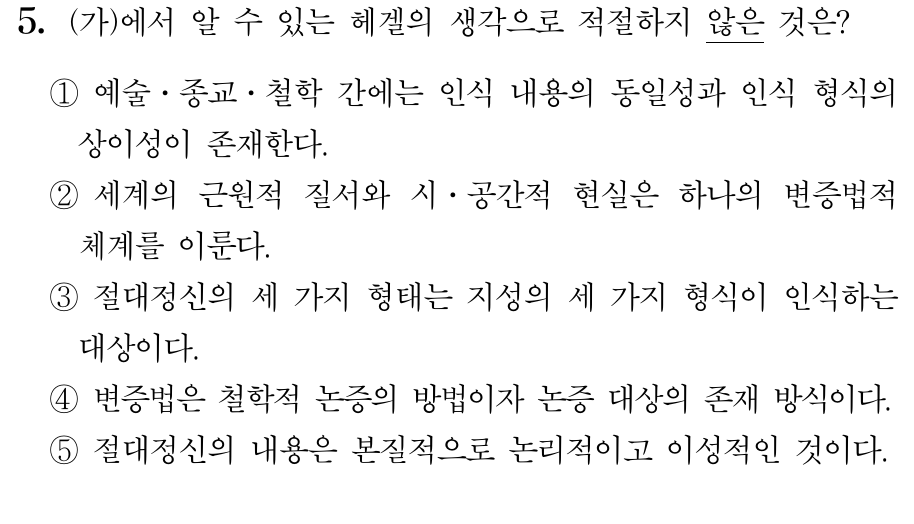 5. (가)에서 알 수 있는 헤겔의 생각으로 적절하지 않은 것은?
① 예술·종교·철학 간에는 인식 내용의 동일성과 인식 형식의
상이성이 존재한다.
② 세계의 근원적 질서와 시·공간적 현실은 하나의 변증법적
체계를 이룬다.
③ 절대정신의 세 가지 형태는 지성의 세 가지 형식이 인식하는
대상이다.
④ 변증법은 철학적 논증의 방법이자 논증 대상의 존재 방식이다.
⑤ 절대정신의 내용은 본질적으로 논리적이고 이성적인 것이다.